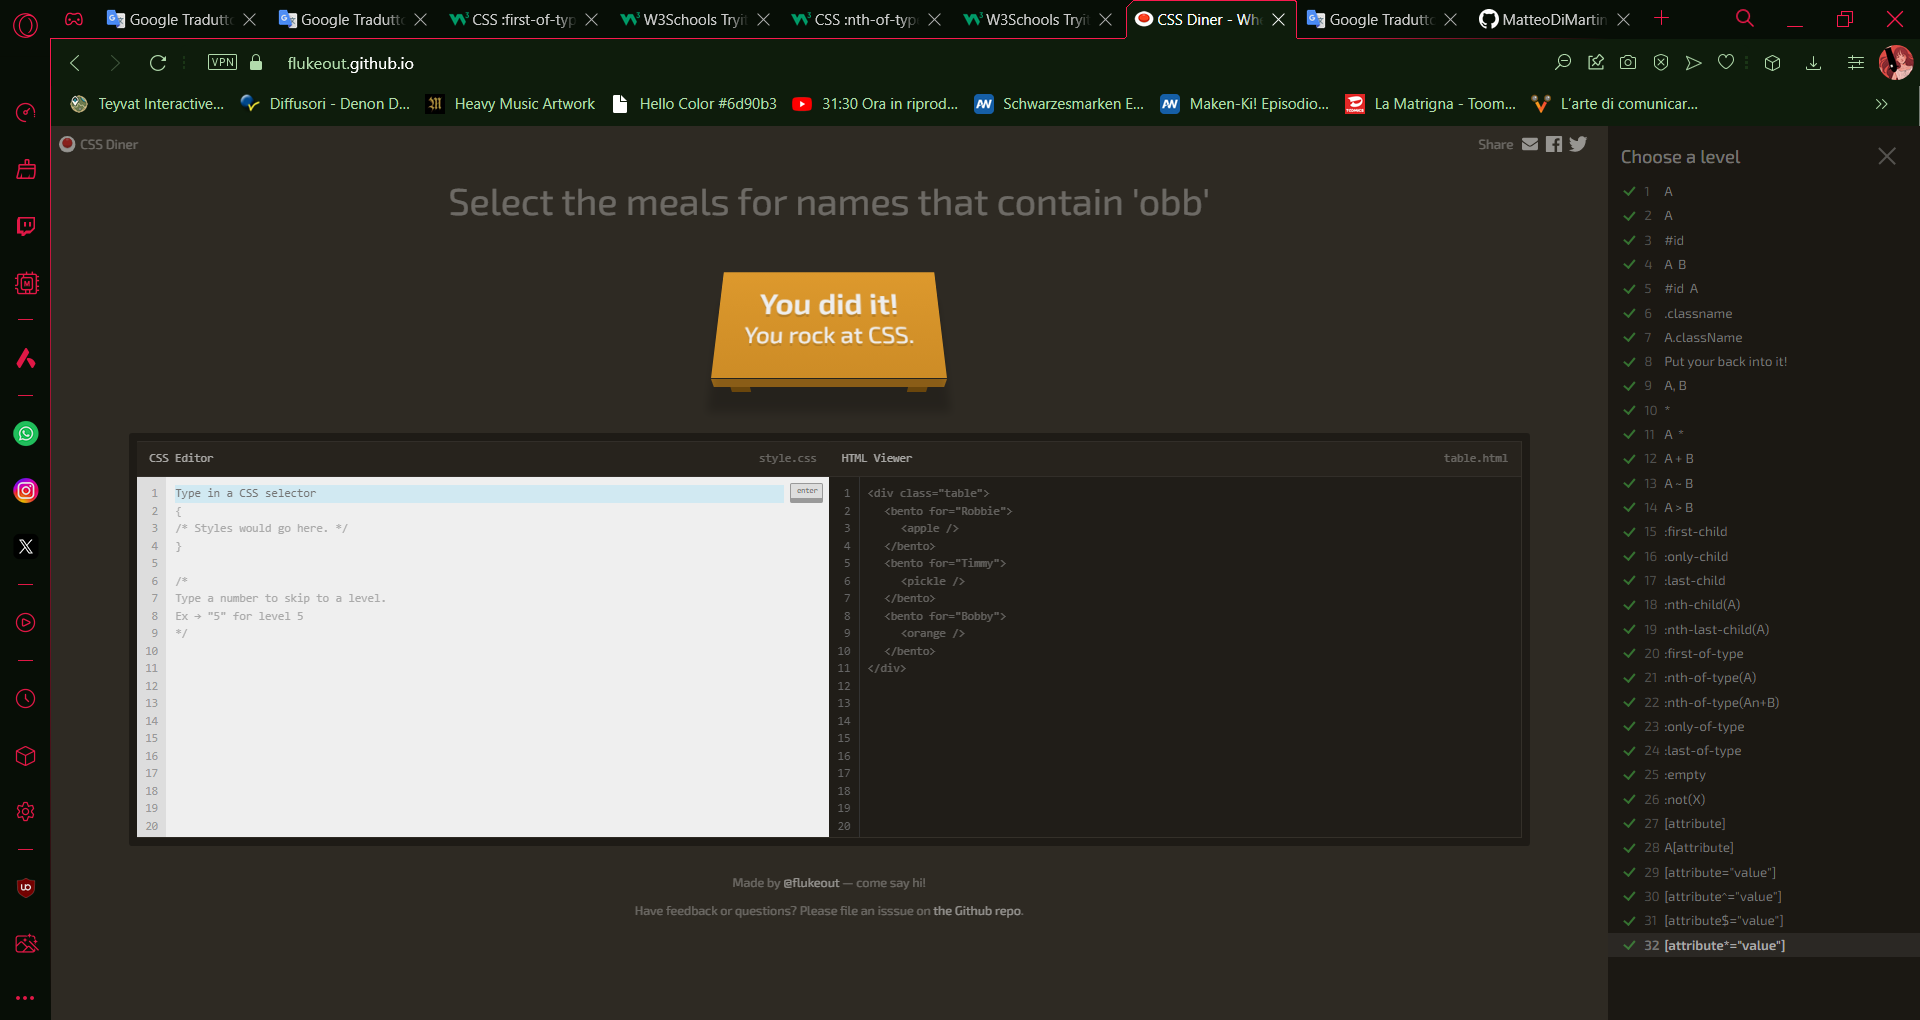 Google Tradutto
Google Tradutto
CSS :first-of-typ
W3Schools Tryit
CSS :nth-of-type
W3Schools Tryit
CSS Diner - Whe
Google Tradutto
MatteoDiMartin
VPN
flukeout.github.io
Teyvat Interactive...
Diffusori - Denon D...
Heavy Music Artwork
Hello Color #6d90b3
31:30 Ora in riprod...
Schwarzesmarken E...
Maken-Ki! Episodio...
La Matrigna - Toom...
L'arte di comunicar...
CSS Diner
Share
Select the meals for names that contain 'obb'
You did it!
You rock at CSS.
CSS Editor
style.css
HTML Viewer
table.html
1 Type in a CSS selector
enter
2 {
3 /* Styles would go here. */
4 }
5
6 /*
7 Type a number to skip to a level.
8 Ex → "5" for level 5
9 */
10
11
12
13
14
15
16
17
18
19
20
1 <div class="table">
2 <bento for="Robbie">
3 <apple />
4 </bento>
5 <bento for="Timmy">
6 <pickle />
7 </bento>
8 <bento for="Bobby">
9 <orange />
10 </bento>
11 </div>
12
13
14
15
16
17
18
19
20
Made by @flukeout — come say hi!
Have feedback or questions? Please file an isssue on the Github repo.
Choose a level
1 A
2 A
3 #id
4 A B
5 #id A
6 .classname
7 A.className
8 Put your back into it!
9 A, B
10 *
11 A *
12 A + B
13 A ~ B
14 A > B
15 :first-child
16 :only-child
17 :last-child
18 :nth-child(A)
19 :nth-last-child(A)
20 :first-of-type
21 :nth-of-type(A)
22 :nth-of-type(An+B)
23 :only-of-type
24 :last-of-type
25 :empty
26 :not(X)
27 [attribute]
28 A[attribute]
29 [attribute="value"]
30 [attribute^="value"]
31 [attribute$="value"]
32 [attribute*="value"]